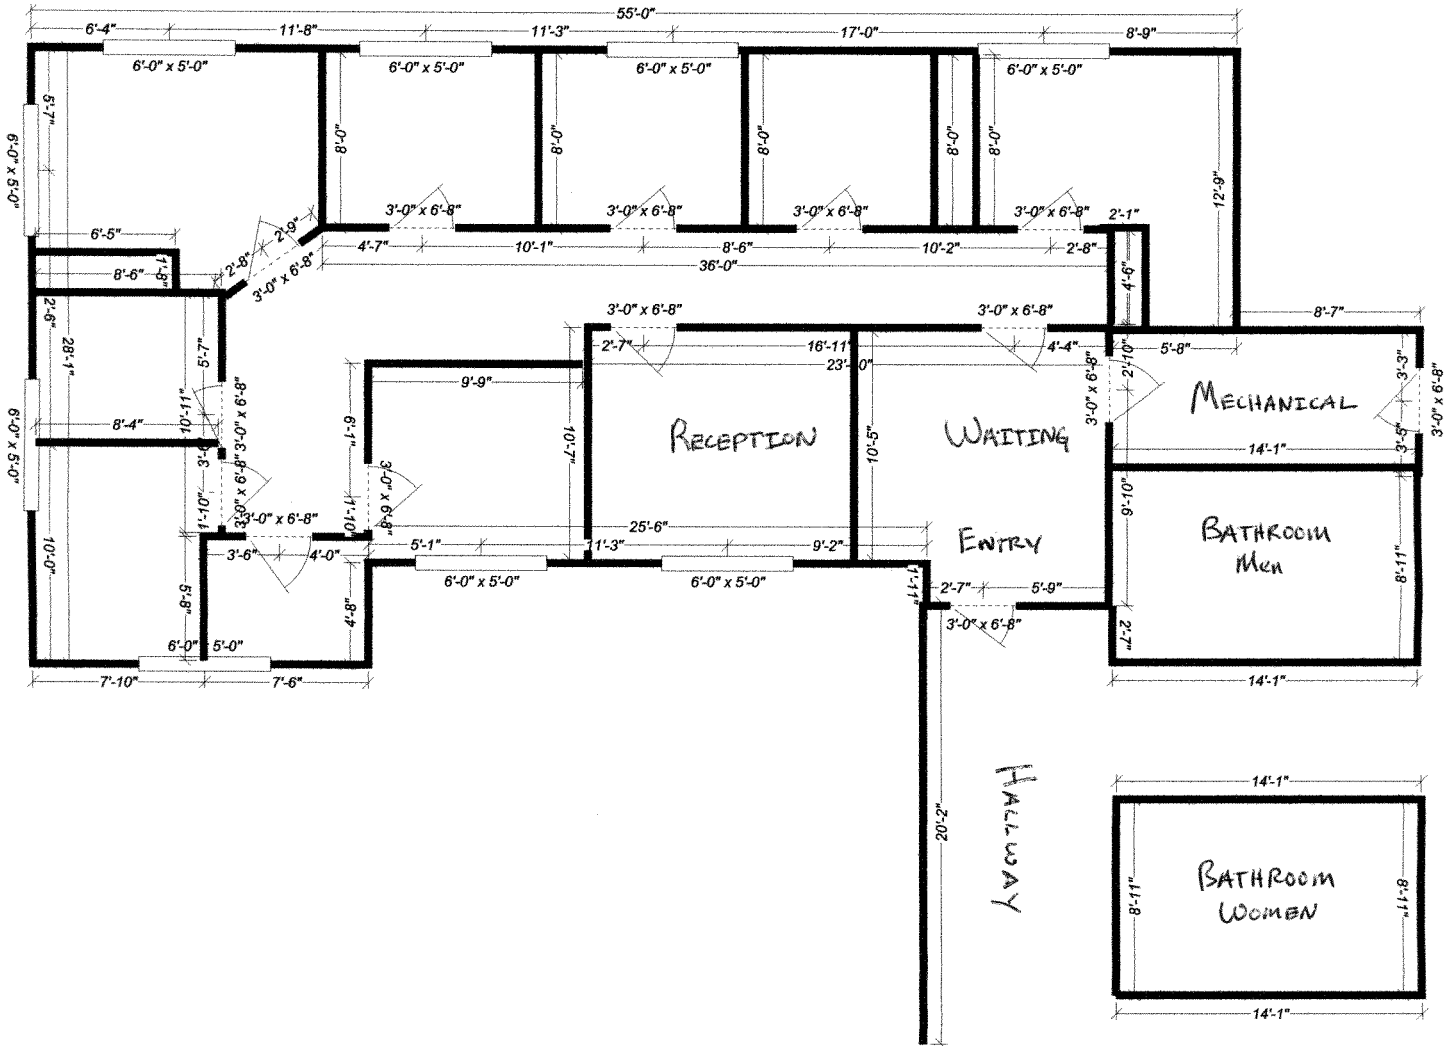 55'-0"
6'-4" 11'-8" 11'-3" 17'-0" 8'-9"
6'-0" x 5'-0" 6'-0" x 5'-0" 6'-0" x 5'-0" 6'-0" x 5'-0"
5'-7"
6'-0" x 5'-0"
8'-0" 8'-0" 8'-0" 8'-0" 8'-0"
12'-9"
3'-0" x 6'-8" 3'-0" x 6'-8" 3'-0" x 6'-8" 3'-0" x 6'-8" 2'-1"
6'-5" 2'-9"
4'-7" 10'-1" 8'-6" 10'-2" 2'-8"
1'-8" 2'-8"
36'-0"
8'-6" 3'-0" x 6'-8" 4'-6"
2'-6" 3'-0" x 6'-8" 3'-0" x 6'-8" 8'-7"
28'-1" 5'-7" 2'-7" 16'-11" 4'-4" 2'-10" 5'-8" 3'-3"
23'-0"
9'-9"
10'-11" 3'-0" x 6'-8" 3'-0" x 6'-8" 3'-0" x 6'-8"
MECHANICAL
8'-4" 6'-1" 10'-7" RECEPTION 10'-5" WAITING
6'-0" x 5'-0" 14'-1"
3'-0" x 6'-8" 3'-0" x 6'-8"
1'-10" 1'-10" 9'-10"
3'-0" x 6'-8" 25'-6" BATHROOM
10'-0" 3'-6" 4'-0" 5'-1" 11'-3" 9'-2" ENTRY Men
6'-0" x 5'-0" 6'-0" x 5'-0" 1'-11" 2'-7" 5'-9" 8'-11"
5'-8" 4'-8" 3'-0" x 6'-8" 2'-7"
6'-0" 5'-0"
7'-10" 7'-6" 14'-1"
20'-2" HALLWAY
14'-1"
8'-11" BATHROOM 8'-11"
WOMEN
14'-1"